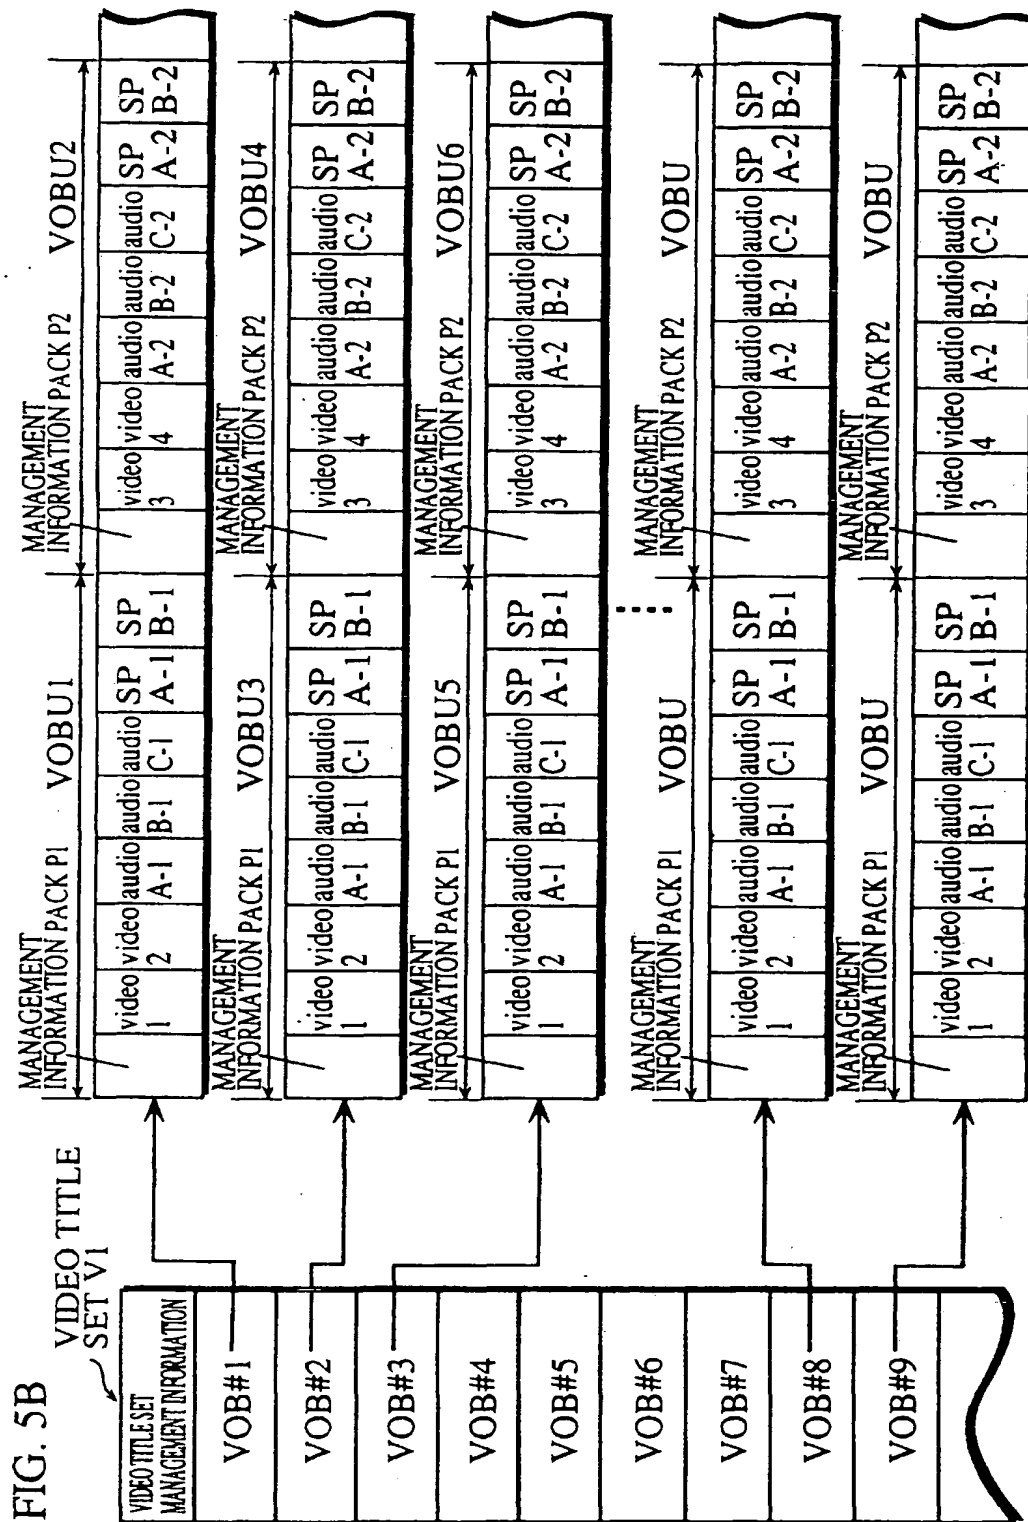 FIG. 5B
VIDEO TITLE
SET V1
VIDEO TITLE SET
MANAGEMENT INFORMATION
VOB#1
VOB#2
VOB#3
VOB#4
VOB#5
VOB#6
VOB#7
VOB#8
VOB#9
MANAGEMENT
INFORMATION PACK P1
VOBU1
MANAGEMENT
INFORMATION PACK P2
VOBU2
video 1
video 2
audio A-1
audio B-1
audio C-1
SP A-1
SP B-1
video 3
video 4
audio A-2
audio B-2
audio C-2
SP A-2
SP B-2
MANAGEMENT
INFORMATION PACK P1
VOBU3
MANAGEMENT
INFORMATION PACK P2
VOBU4
video 1
video 2
audio A-1
audio B-1
audio C-1
SP A-1
SP B-1
video 3
video 4
audio A-2
audio B-2
audio C-2
SP A-2
SP B-2
MANAGEMENT
INFORMATION PACK P1
VOBU5
MANAGEMENT
INFORMATION PACK P2
VOBU6
video 1
video 2
audio A-1
audio B-1
audio C-1
SP A-1
SP B-1
video 3
video 4
audio A-2
audio B-2
audio C-2
SP A-2
SP B-2
MANAGEMENT
INFORMATION PACK P1
VOBU
MANAGEMENT
INFORMATION PACK P2
VOBU
video 1
video 2
audio A-1
audio B-1
audio C-1
SP A-1
SP B-1
video 3
video 4
audio A-2
audio B-2
audio C-2
SP A-2
SP B-2
MANAGEMENT
INFORMATION PACK P1
VOBU
MANAGEMENT
INFORMATION PACK P2
VOBU
video 1
video 2
audio A-1
audio B-1
audio C-1
SP A-1
SP B-1
video 3
video 4
audio A-2
audio B-2
audio C-2
SP A-2
SP B-2